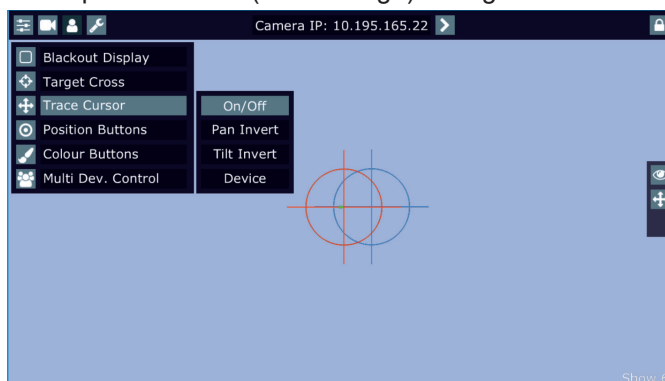 Camera IP: 10.195.165.22
Blackout Display
Target Cross
Trace Cursor
On/Off
Position Buttons
Pan Invert
Colour Buttons
Tilt Invert
Multi Dev. Control
Device
Show